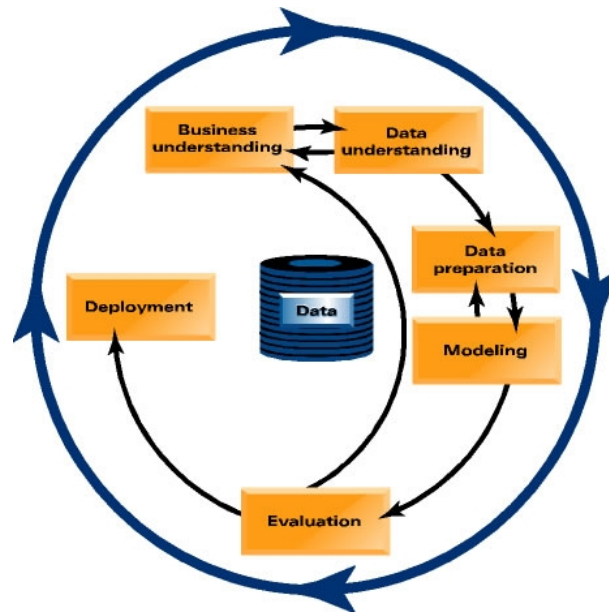 Business
understanding
Data
understanding
Data
preparation
Deployment
Data
Modeling
Evaluation